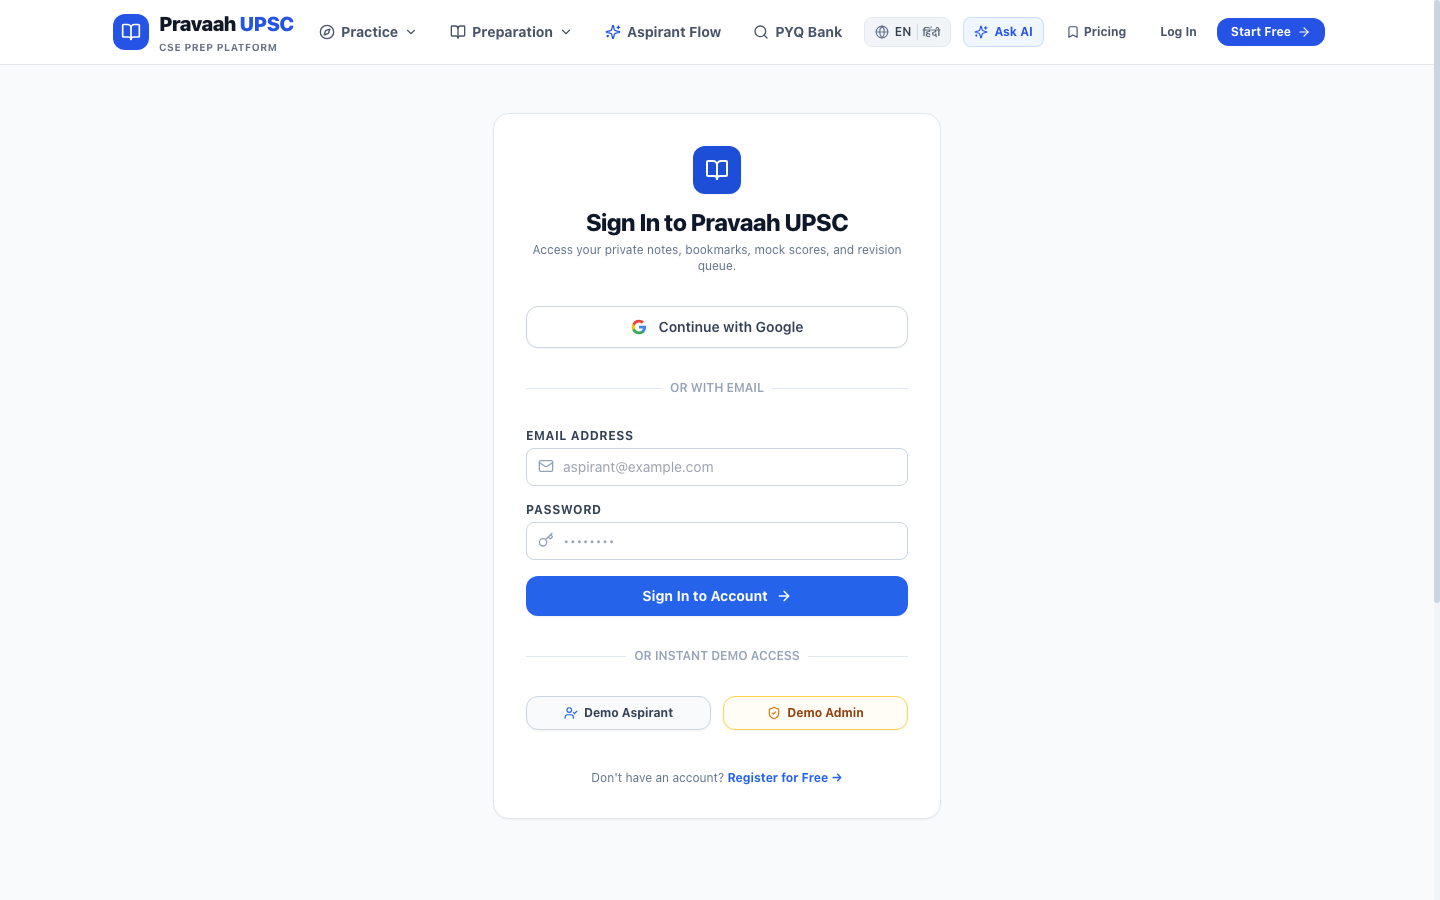 Pravaah UPSC
CSE PREP PLATFORM
Practice
Preparation
Aspirant Flow
PYQ Bank
EN हिंदी
Ask AI
Pricing
Log In
Start Free →
Sign In to Pravaah UPSC
Access your private notes, bookmarks, mock scores, and revision
queue.
Continue with Google
OR WITH EMAIL
EMAIL ADDRESS
aspirant@example.com
PASSWORD
••••••••
Sign In to Account →
OR INSTANT DEMO ACCESS
Demo Aspirant
Demo Admin
Don't have an account? Register for Free →